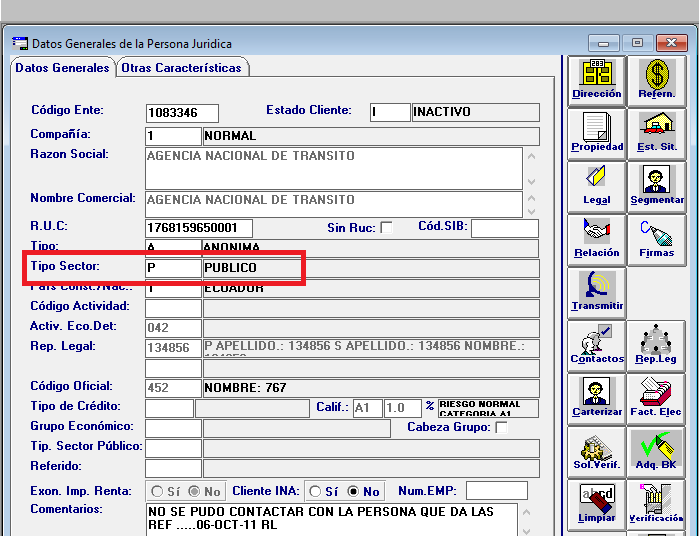 Datos Generales de la Persona Juridica
Datos Generales Otras Características
Código Ente: 1083346 Estado Cliente: I INACTIVO
Compañía: 1 NORMAL
Razon Social: AGENCIA NACIONAL DE TRANSITO
Nombre Comercial: AGENCIA NACIONAL DE TRANSITO
R.U.C: 1768159650001 Sin Ruc: Cód.SIB:
Tipo: A ANONIMA
Tipo Sector: P PUBLICO
País Const./Nac.: 1 ECUADOR
Código Actividad:
Activ. Eco.Det: 042
Rep. Legal: 134856 P APELLIDO.: 134856 S APELLIDO.: 134856 NOMBRE.:
Código Oficial: 452 NOMBRE: 767
Tipo de Crédito: Calif.: A1 1.0 % RIESGO NORMAL
CATEGORIA A1
Grupo Económico: Cabeza Grupo:
Tip. Sector Público:
Referido:
Exon. Imp. Renta: Sí No Cliente INA: Sí No Num.EMP:
Comentarios: NO SE PUDO CONTACTAR CON LA PERSONA QUE DA LAS
REF .....06-OCT-11 RL
Dirección Refern.
Propiedad Est. Sit.
Legal Segmentar
Relación Firmas
Transmitir
Contactos Rep.Leg
Carterizar Fact. Elec
Sol.Verif. Adq. BK
Limpiar Verificación